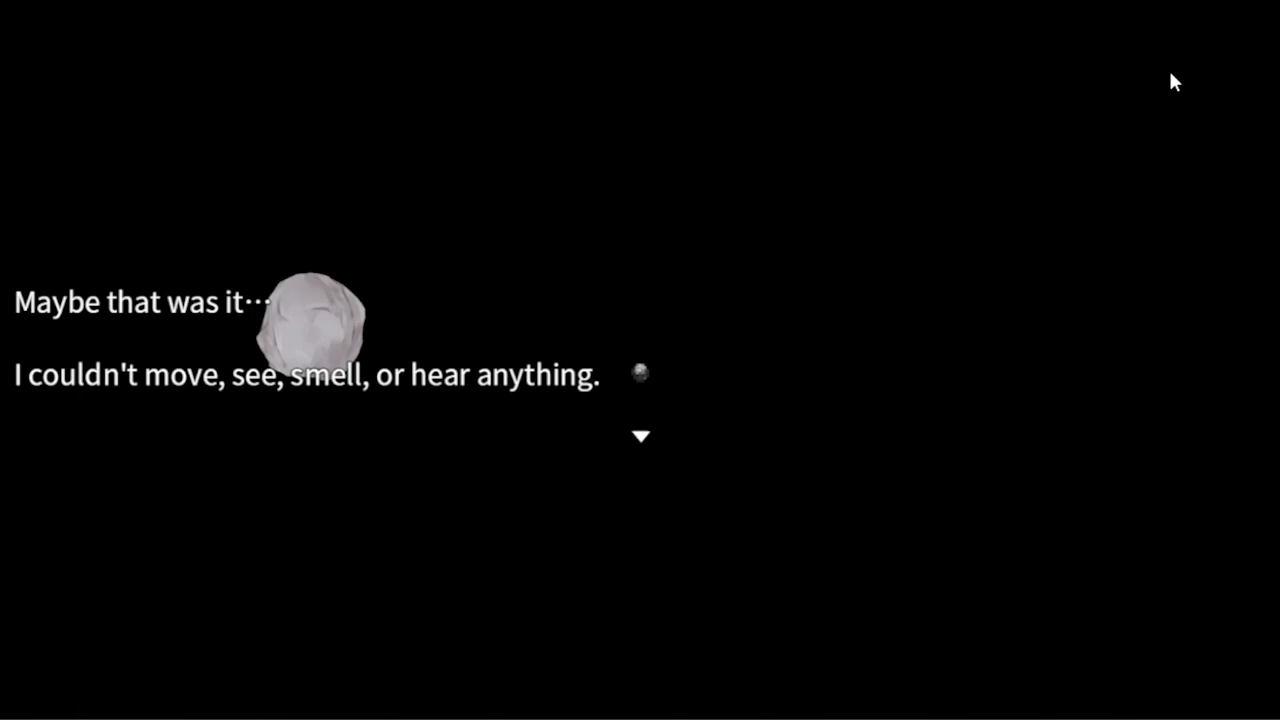 Maybe that was it⋯
I couldn't move, see, smell, or hear anything.